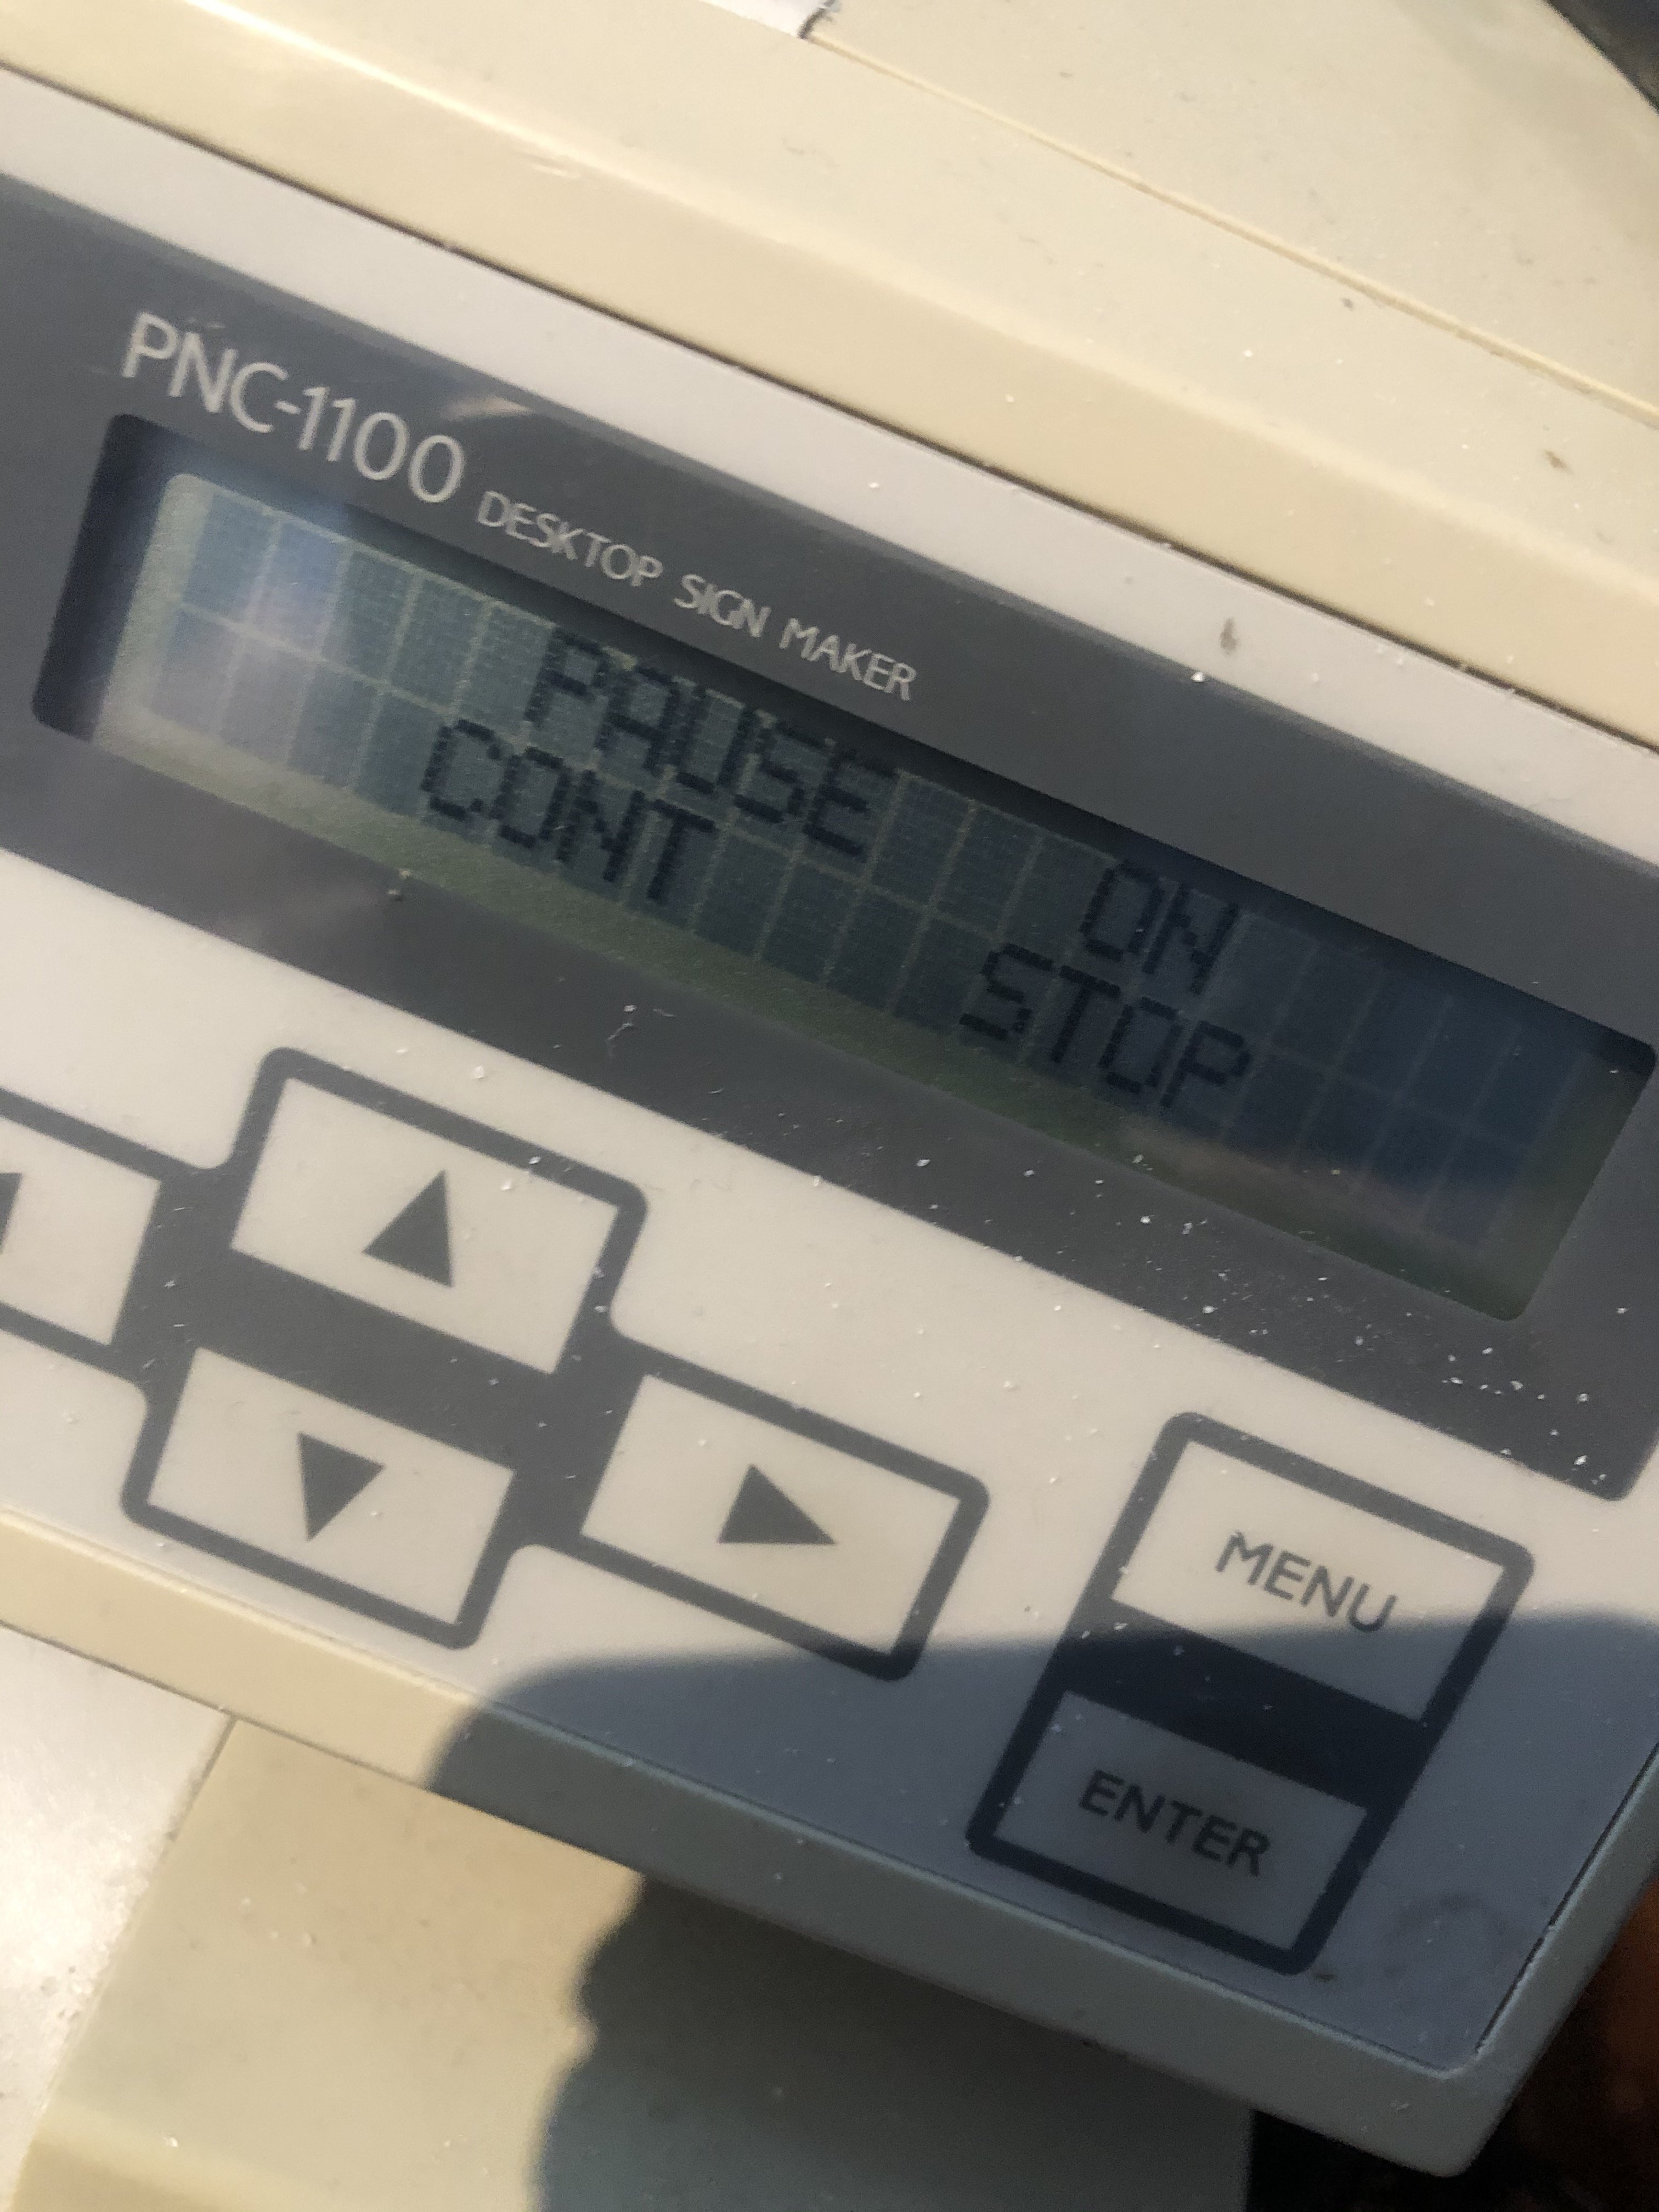 PNC-1100 DESKTOP SIGN MAKER
PAUSE ON
CONT STOP
MENU
ENTER